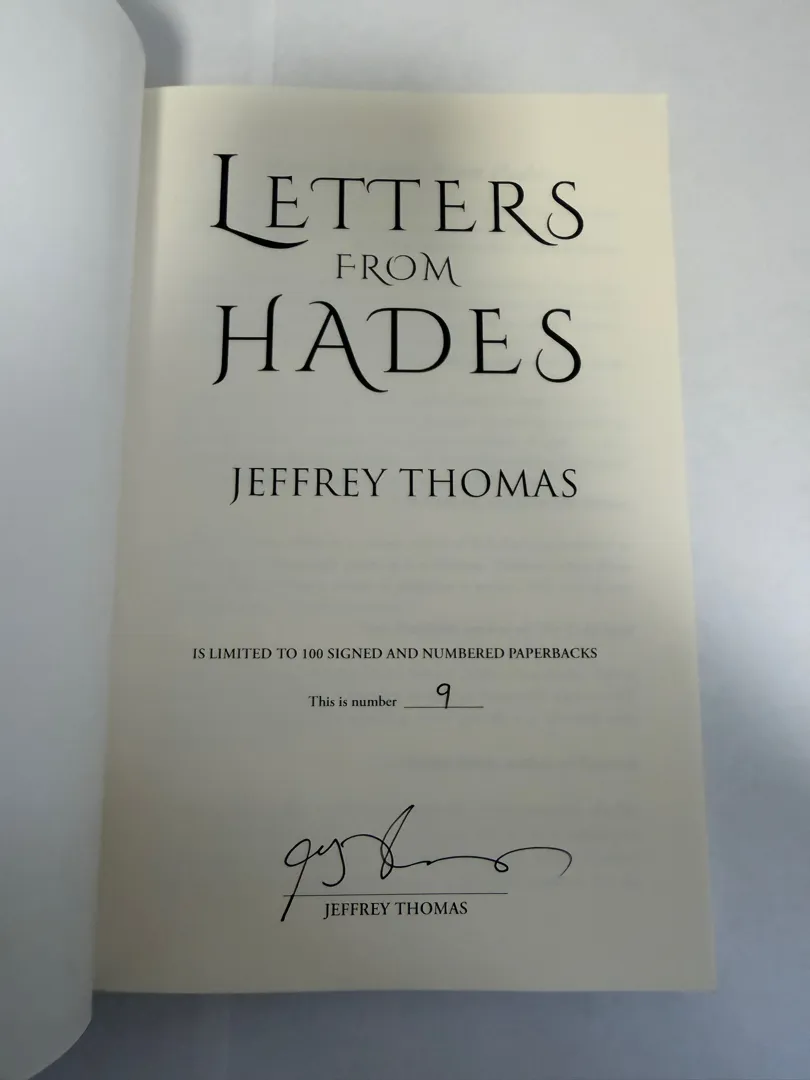 LETTERS
FROM
HADES
JEFFREY THOMAS
IS LIMITED TO 100 SIGNED AND NUMBERED PAPERBACKS
This is number 9
JEFFREY THOMAS